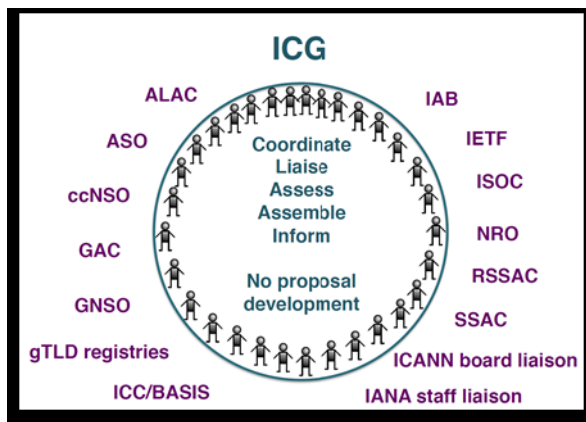 ICG
ALAC
ASO
ccNSO
GAC
GNSO
gTLD registries
ICC/BASIS
Coordinate
Liaise
Assess
Assemble
Inform
No proposal
development
IAB
IETF
ISOC
NRO
RSSAC
SSAC
ICANN board liaison
IANA staff liaison